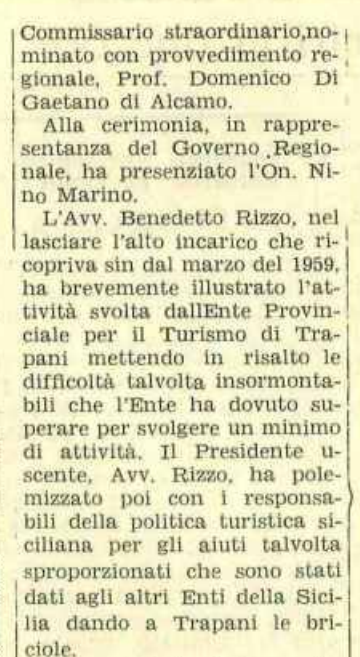 Commissario straordinario,no-
minato con provvedimento re-
gionale, Prof. Domenico Di
Gaetano di Alcamo.
Alla cerimonia, in rappre-
sentanza del Governo Regio-
nale, ha presenziato l'On. Ni-
no Marino.
L'Avv. Benedetto Rizzo, nel
lasciare l'alto incarico che ri-
copriva sin dal marzo del 1959,
ha brevemente illustrato l'at-
tività svolta dallEnte Provin-
ciale per il Turismo di Tra-
pani mettendo in risalto le
difficoltà talvolta insormonta-
bili che l'Ente ha dovuto su-
perare per svolgere un minimo
di attività. Il Presidente u-
scente, Avv. Rizzo, ha pole-
mizzato poi con i responsa-
bili della politica turistica si-
ciliana per gli aiuti talvolta
sproporzionati che sono stati
dati agli altri Enti della Sici-
lia dando a Trapani le bri-
ciole.